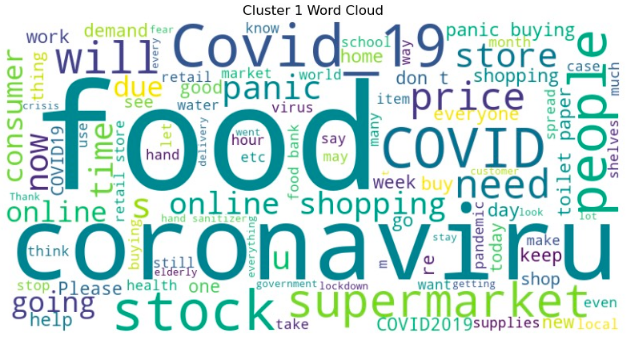 Cluster 1 Word Cloud
work
demand
Covid_19
know
panic buying
will
school
home
way
store
month
people
thing
due
retail
market
world
don t
shopping
case
much
consumer
see
good
panic
item
price
every
fear
water
virus
food
COVID
everyone
spread
toilet paper
shelves
now
COVID19
use
time
retail store
let
hand
delivery
went
hour
etc
food bank
say
may
many
week
buy
need
customer
online
s
online shopping
go
day
look
lot
Thank
crisis
buying
hand sanitizer
everything
u
coronaviru
t
m
re
stay
pandemic
today
make
keep
think
still
elderly
stop
Please
health
one
government
lockdown
want
getting
shop
going
stock
supermarket
even
help
take
COVID2019
supplies
new
local